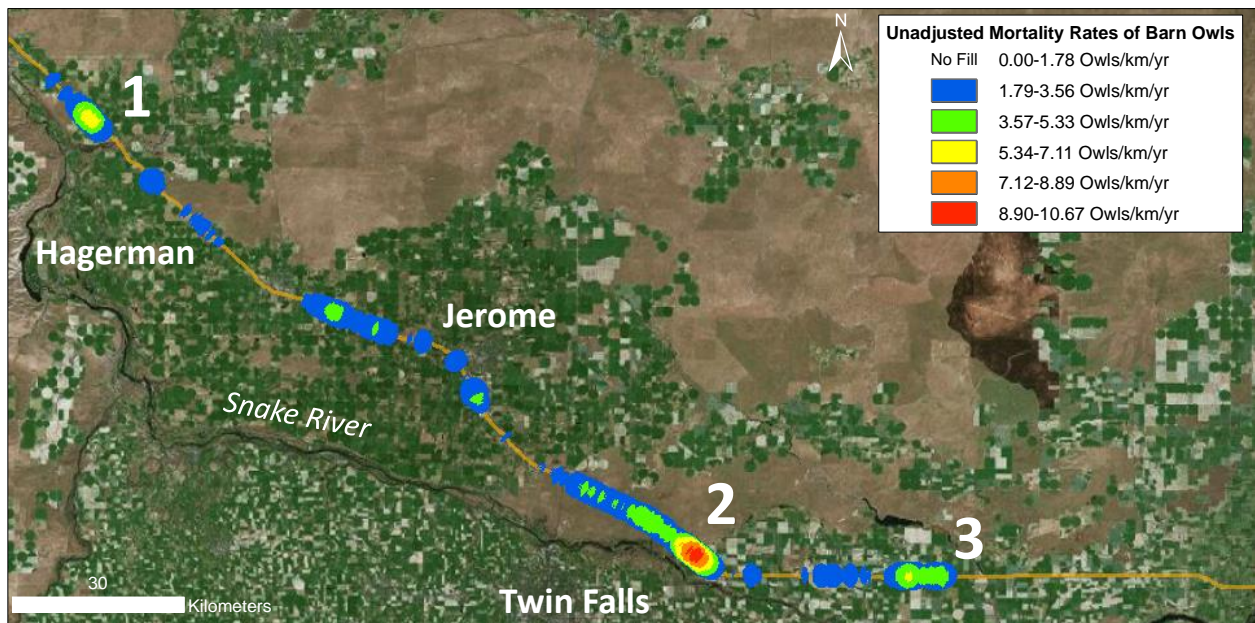 N
Unadjusted Mortality Rates of Barn Owls
No Fill 0.00-1.78 Owls/km/yr
1.79-3.56 Owls/km/yr
3.57-5.33 Owls/km/yr
5.34-7.11 Owls/km/yr
7.12-8.89 Owls/km/yr
8.90-10.67 Owls/km/yr
1
Hagerman
Jerome
Snake River
2
3
30
Kilometers
Twin Falls